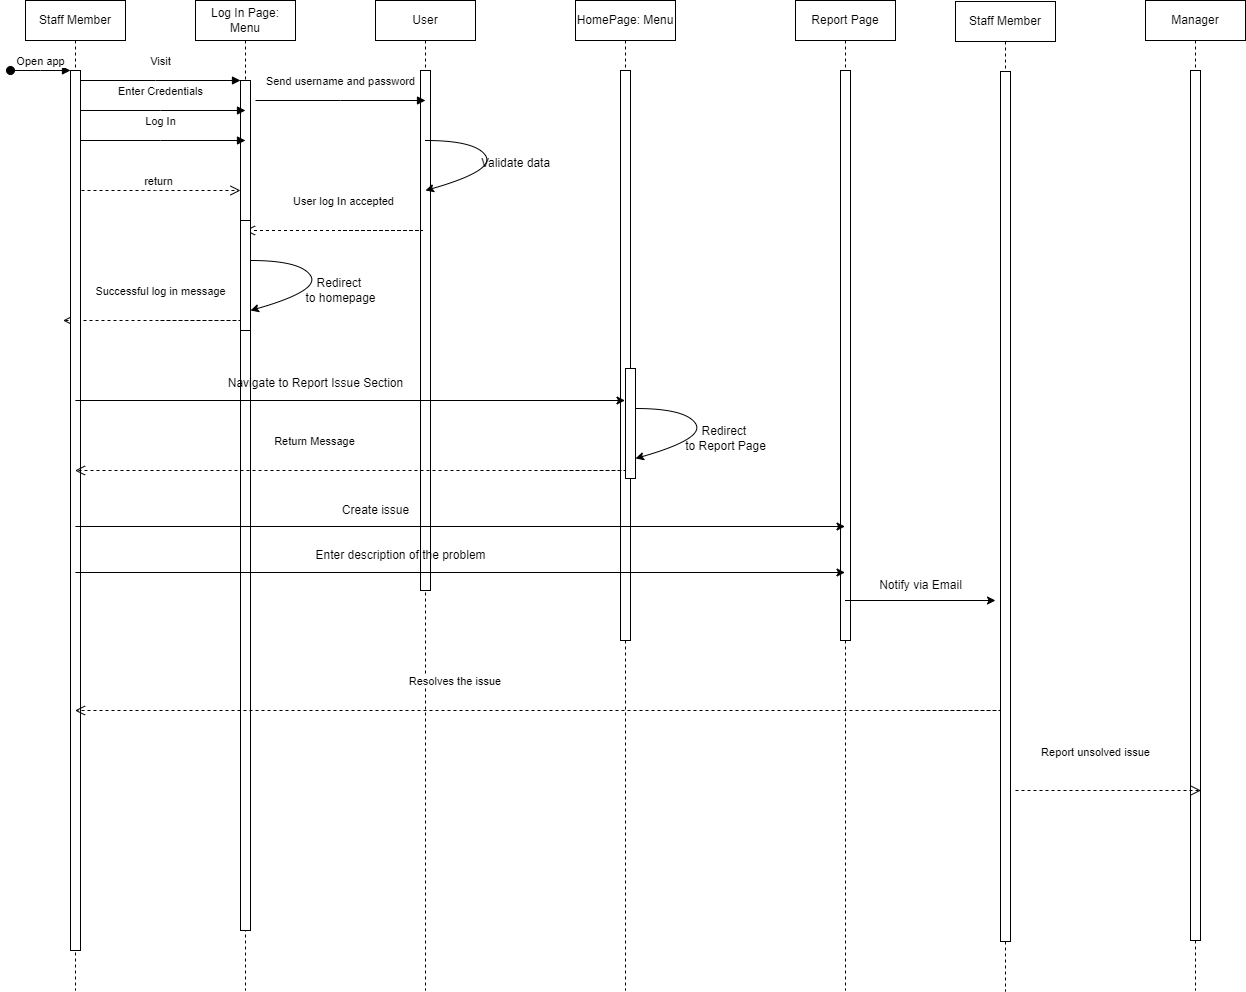 Staff Member
Log In Page:
Menu
User
HomePage: Menu
Report Page
Staff Member
Manager
Open app
Visit
Send username and password
Enter Credentials
Log In
Validate data
return
User log In accepted
Redirect
to homepage
Successful log in message
Navigate to Report Issue Section
Redirect
to Report Page
Return Message
Create issue
Enter description of the problem
Notify via Email
Resolves the issue
Report unsolved issue